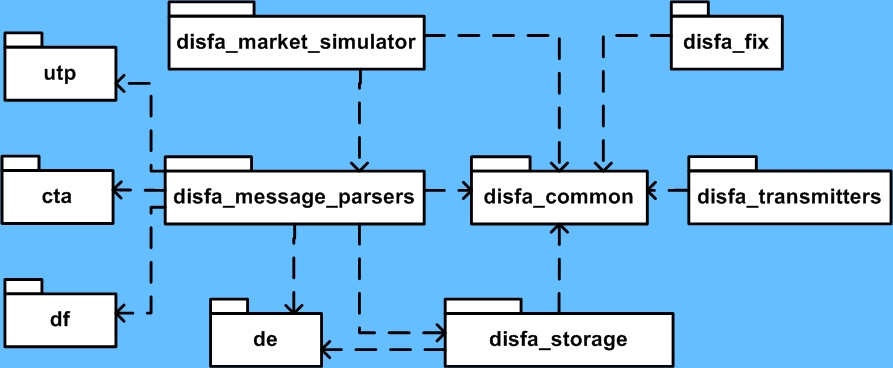 disfa_market_simulator
disfa_fix
utp
cta
disfa_message_parsers
disfa_common
disfa_transmitters
df
de
disfa_storage